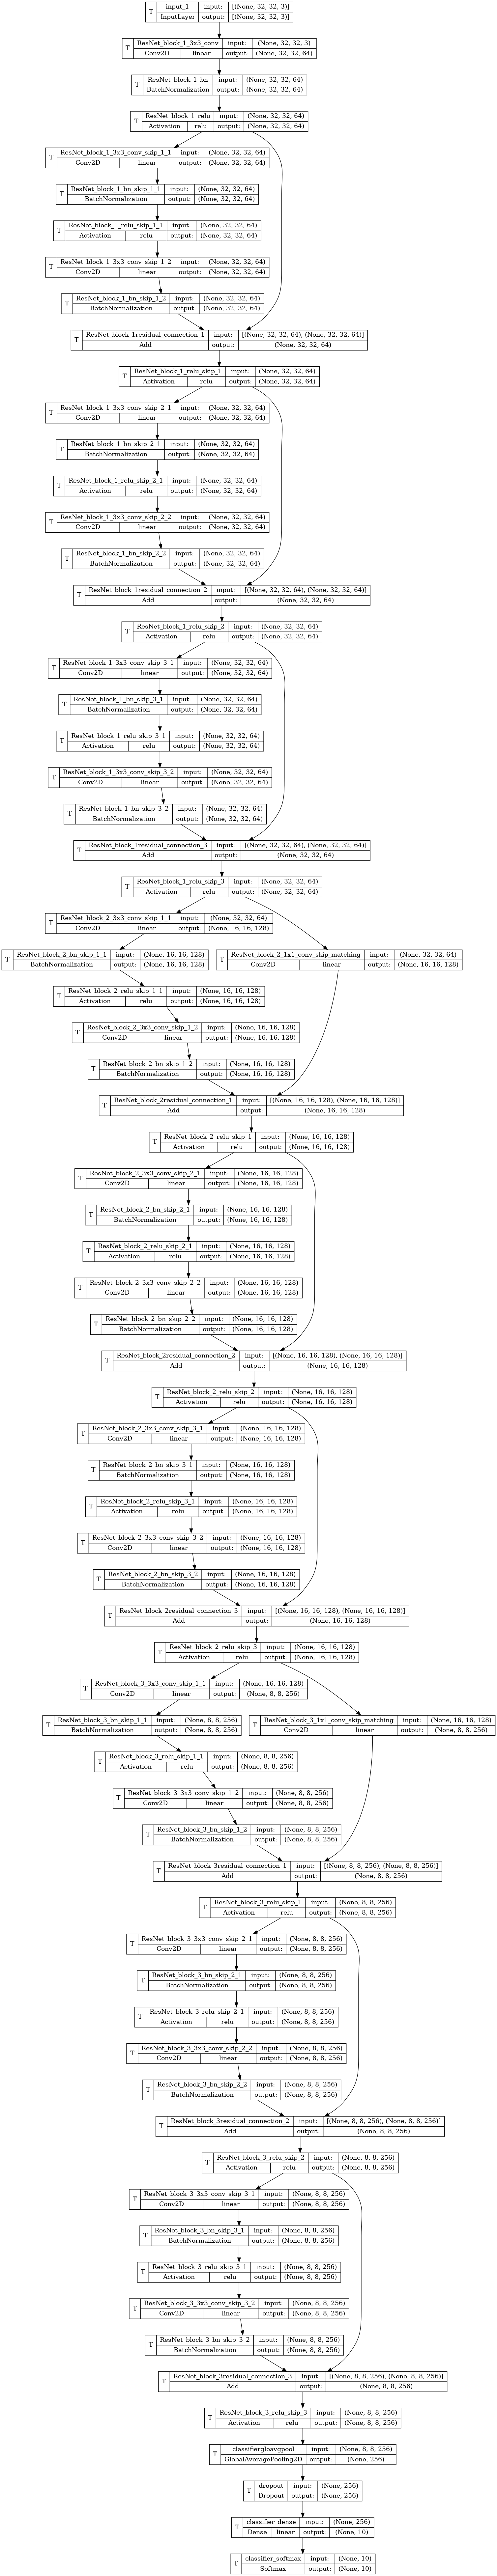 T input_1 input: [(None, 32, 32, 3)]
InputLayer output: [(None, 32, 32, 3)]
T ResNet_block_1_3x3_conv input: (None, 32, 32, 3)
Conv2D linear output: (None, 32, 32, 64)
T ResNet_block_1_bn input: (None, 32, 32, 64)
BatchNormalization output: (None, 32, 32, 64)
T ResNet_block_1_relu input: (None, 32, 32, 64)
Activation relu output: (None, 32, 32, 64)
T ResNet_block_1_3x3_conv_skip_1_1 input: (None, 32, 32, 64)
Conv2D linear output: (None, 32, 32, 64)
T ResNet_block_1_bn_skip_1_1 input: (None, 32, 32, 64)
BatchNormalization output: (None, 32, 32, 64)
T ResNet_block_1_relu_skip_1_1 input: (None, 32, 32, 64)
Activation relu output: (None, 32, 32, 64)
T ResNet_block_1_3x3_conv_skip_1_2 input: (None, 32, 32, 64)
Conv2D linear output: (None, 32, 32, 64)
T ResNet_block_1_bn_skip_1_2 input: (None, 32, 32, 64)
BatchNormalization output: (None, 32, 32, 64)
T ResNet_block_1residual_connection_1 input: [(None, 32, 32, 64), (None, 32, 32, 64)]
Add output: (None, 32, 32, 64)
T ResNet_block_1_relu_skip_1 input: (None, 32, 32, 64)
Activation relu output: (None, 32, 32, 64)
T ResNet_block_1_3x3_conv_skip_2_1 input: (None, 32, 32, 64)
Conv2D linear output: (None, 32, 32, 64)
T ResNet_block_1_bn_skip_2_1 input: (None, 32, 32, 64)
BatchNormalization output: (None, 32, 32, 64)
T ResNet_block_1_relu_skip_2_1 input: (None, 32, 32, 64)
Activation relu output: (None, 32, 32, 64)
T ResNet_block_1_3x3_conv_skip_2_2 input: (None, 32, 32, 64)
Conv2D linear output: (None, 32, 32, 64)
T ResNet_block_1_bn_skip_2_2 input: (None, 32, 32, 64)
BatchNormalization output: (None, 32, 32, 64)
T ResNet_block_1residual_connection_2 input: [(None, 32, 32, 64), (None, 32, 32, 64)]
Add output: (None, 32, 32, 64)
T ResNet_block_1_relu_skip_2 input: (None, 32, 32, 64)
Activation relu output: (None, 32, 32, 64)
T ResNet_block_1_3x3_conv_skip_3_1 input: (None, 32, 32, 64)
Conv2D linear output: (None, 32, 32, 64)
T ResNet_block_1_bn_skip_3_1 input: (None, 32, 32, 64)
BatchNormalization output: (None, 32, 32, 64)
T ResNet_block_1_relu_skip_3_1 input: (None, 32, 32, 64)
Activation relu output: (None, 32, 32, 64)
T ResNet_block_1_3x3_conv_skip_3_2 input: (None, 32, 32, 64)
Conv2D linear output: (None, 32, 32, 64)
T ResNet_block_1_bn_skip_3_2 input: (None, 32, 32, 64)
BatchNormalization output: (None, 32, 32, 64)
T ResNet_block_1residual_connection_3 input: [(None, 32, 32, 64), (None, 32, 32, 64)]
Add output: (None, 32, 32, 64)
T ResNet_block_1_relu_skip_3 input: (None, 32, 32, 64)
Activation relu output: (None, 32, 32, 64)
T ResNet_block_2_3x3_conv_skip_1_1 input: (None, 32, 32, 64)
Conv2D linear output: (None, 16, 16, 128)
T ResNet_block_2_bn_skip_1_1 input: (None, 16, 16, 128)
BatchNormalization output: (None, 16, 16, 128)
T ResNet_block_2_1x1_conv_skip_matching input: (None, 32, 32, 64)
Conv2D linear output: (None, 16, 16, 128)
T ResNet_block_2_relu_skip_1_1 input: (None, 16, 16, 128)
Activation relu output: (None, 16, 16, 128)
T ResNet_block_2_3x3_conv_skip_1_2 input: (None, 16, 16, 128)
Conv2D linear output: (None, 16, 16, 128)
T ResNet_block_2_bn_skip_1_2 input: (None, 16, 16, 128)
BatchNormalization output: (None, 16, 16, 128)
T ResNet_block_2residual_connection_1 input: [(None, 16, 16, 128), (None, 16, 16, 128)]
Add output: (None, 16, 16, 128)
T ResNet_block_2_relu_skip_1 input: (None, 16, 16, 128)
Activation relu output: (None, 16, 16, 128)
T ResNet_block_2_3x3_conv_skip_2_1 input: (None, 16, 16, 128)
Conv2D linear output: (None, 16, 16, 128)
T ResNet_block_2_bn_skip_2_1 input: (None, 16, 16, 128)
BatchNormalization output: (None, 16, 16, 128)
T ResNet_block_2_relu_skip_2_1 input: (None, 16, 16, 128)
Activation relu output: (None, 16, 16, 128)
T ResNet_block_2_3x3_conv_skip_2_2 input: (None, 16, 16, 128)
Conv2D linear output: (None, 16, 16, 128)
T ResNet_block_2_bn_skip_2_2 input: (None, 16, 16, 128)
BatchNormalization output: (None, 16, 16, 128)
T ResNet_block_2residual_connection_2 input: [(None, 16, 16, 128), (None, 16, 16, 128)]
Add output: (None, 16, 16, 128)
T ResNet_block_2_relu_skip_2 input: (None, 16, 16, 128)
Activation relu output: (None, 16, 16, 128)
T ResNet_block_2_3x3_conv_skip_3_1 input: (None, 16, 16, 128)
Conv2D linear output: (None, 16, 16, 128)
T ResNet_block_2_bn_skip_3_1 input: (None, 16, 16, 128)
BatchNormalization output: (None, 16, 16, 128)
T ResNet_block_2_relu_skip_3_1 input: (None, 16, 16, 128)
Activation relu output: (None, 16, 16, 128)
T ResNet_block_2_3x3_conv_skip_3_2 input: (None, 16, 16, 128)
Conv2D linear output: (None, 16, 16, 128)
T ResNet_block_2_bn_skip_3_2 input: (None, 16, 16, 128)
BatchNormalization output: (None, 16, 16, 128)
T ResNet_block_2residual_connection_3 input: [(None, 16, 16, 128), (None, 16, 16, 128)]
Add output: (None, 16, 16, 128)
T ResNet_block_2_relu_skip_3 input: (None, 16, 16, 128)
Activation relu output: (None, 16, 16, 128)
T ResNet_block_3_3x3_conv_skip_1_1 input: (None, 16, 16, 128)
Conv2D linear output: (None, 8, 8, 256)
T ResNet_block_3_bn_skip_1_1 input: (None, 8, 8, 256)
BatchNormalization output: (None, 8, 8, 256)
T ResNet_block_3_1x1_conv_skip_matching input: (None, 16, 16, 128)
Conv2D linear output: (None, 8, 8, 256)
T ResNet_block_3_relu_skip_1_1 input: (None, 8, 8, 256)
Activation relu output: (None, 8, 8, 256)
T ResNet_block_3_3x3_conv_skip_1_2 input: (None, 8, 8, 256)
Conv2D linear output: (None, 8, 8, 256)
T ResNet_block_3_bn_skip_1_2 input: (None, 8, 8, 256)
BatchNormalization output: (None, 8, 8, 256)
T ResNet_block_3residual_connection_1 input: [(None, 8, 8, 256), (None, 8, 8, 256)]
Add output: (None, 8, 8, 256)
T ResNet_block_3_relu_skip_1 input: (None, 8, 8, 256)
Activation relu output: (None, 8, 8, 256)
T ResNet_block_3_3x3_conv_skip_2_1 input: (None, 8, 8, 256)
Conv2D linear output: (None, 8, 8, 256)
T ResNet_block_3_bn_skip_2_1 input: (None, 8, 8, 256)
BatchNormalization output: (None, 8, 8, 256)
T ResNet_block_3_relu_skip_2_1 input: (None, 8, 8, 256)
Activation relu output: (None, 8, 8, 256)
T ResNet_block_3_3x3_conv_skip_2_2 input: (None, 8, 8, 256)
Conv2D linear output: (None, 8, 8, 256)
T ResNet_block_3_bn_skip_2_2 input: (None, 8, 8, 256)
BatchNormalization output: (None, 8, 8, 256)
T ResNet_block_3residual_connection_2 input: [(None, 8, 8, 256), (None, 8, 8, 256)]
Add output: (None, 8, 8, 256)
T ResNet_block_3_relu_skip_2 input: (None, 8, 8, 256)
Activation relu output: (None, 8, 8, 256)
T ResNet_block_3_3x3_conv_skip_3_1 input: (None, 8, 8, 256)
Conv2D linear output: (None, 8, 8, 256)
T ResNet_block_3_bn_skip_3_1 input: (None, 8, 8, 256)
BatchNormalization output: (None, 8, 8, 256)
T ResNet_block_3_relu_skip_3_1 input: (None, 8, 8, 256)
Activation relu output: (None, 8, 8, 256)
T ResNet_block_3_3x3_conv_skip_3_2 input: (None, 8, 8, 256)
Conv2D linear output: (None, 8, 8, 256)
T ResNet_block_3_bn_skip_3_2 input: (None, 8, 8, 256)
BatchNormalization output: (None, 8, 8, 256)
T ResNet_block_3residual_connection_3 input: [(None, 8, 8, 256), (None, 8, 8, 256)]
Add output: (None, 8, 8, 256)
T ResNet_block_3_relu_skip_3 input: (None, 8, 8, 256)
Activation relu output: (None, 8, 8, 256)
T classifiergloavgpool input: (None, 8, 8, 256)
GlobalAveragePooling2D output: (None, 256)
T dropout input: (None, 256)
Dropout output: (None, 256)
T classifier_dense input: (None, 256)
Dense linear output: (None, 10)
T classifier_softmax input: (None, 10)
Softmax output: (None, 10)